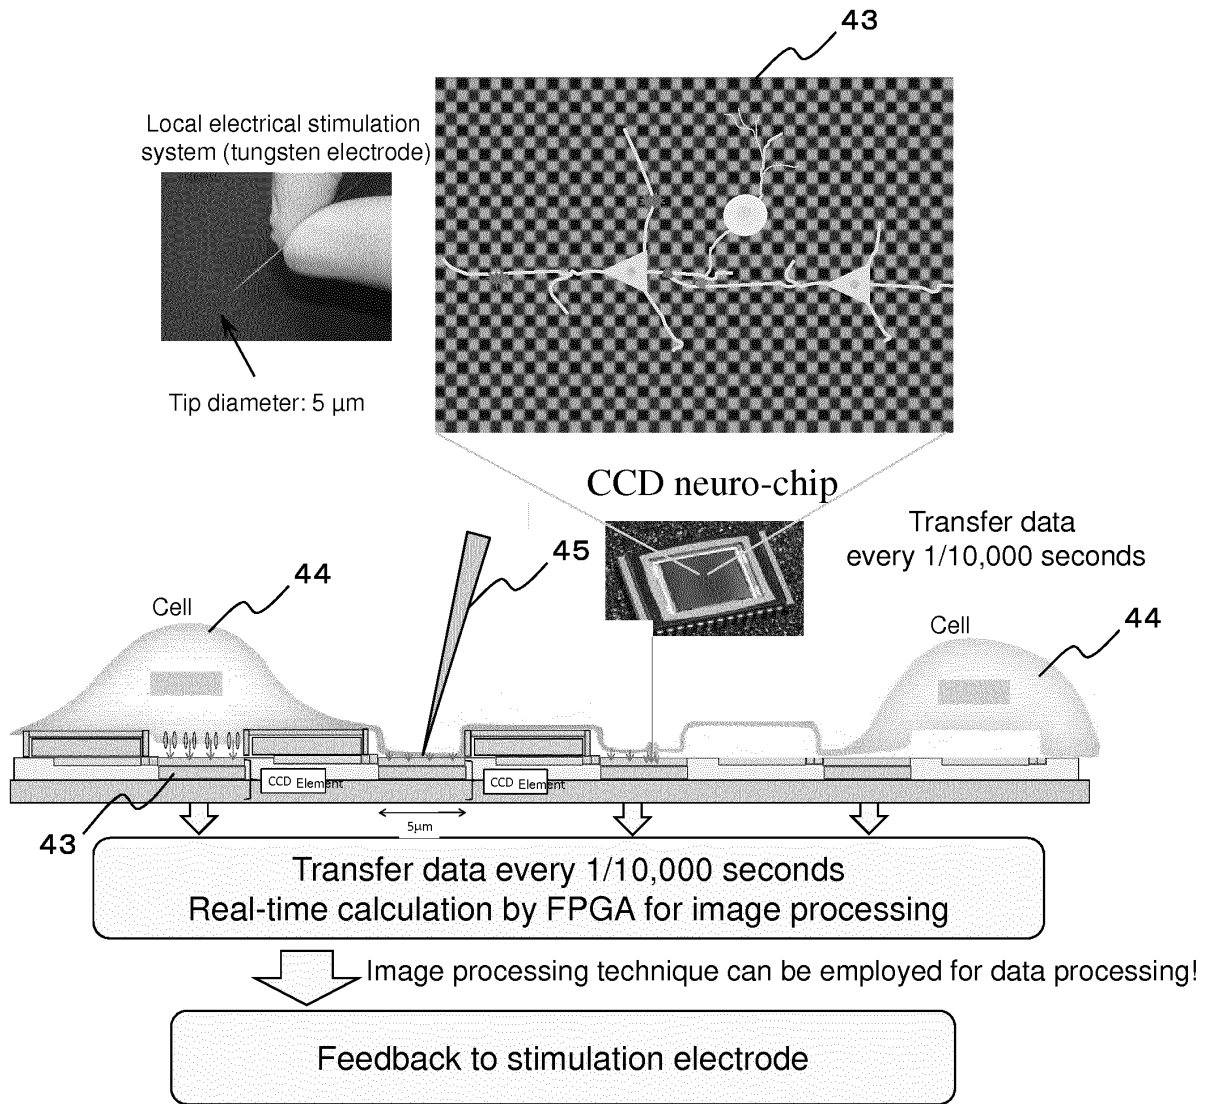 43
Local electrical stimulation
system (tungsten electrode)
Tip diameter: 5 μm
CCD neuro-chip
Transfer data
every 1/10,000 seconds
45
44
Cell
Cell
44
CCD Element
CCD Element
43
5μm
Transfer data every 1/10,000 seconds
Real-time calculation by FPGA for image processing
Image processing technique can be employed for data processing!
Feedback to stimulation electrode